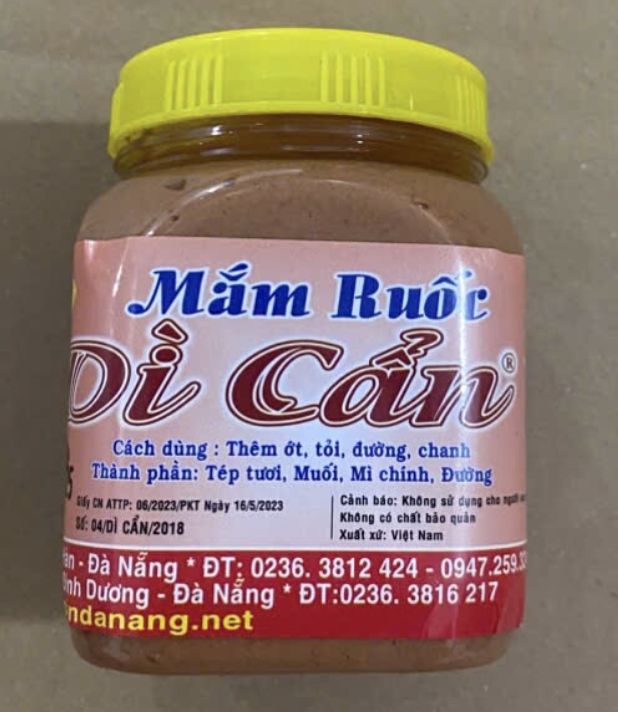 Mắm Ruốc
Dì Cẩn®
Cách dùng : Thêm ớt, tỏi, đường, chanh
Thành phần: Tép tươi, Muối, Mì chính, Đường
Giấy CN ATTP: 06/2023/PKT Ngày 16/5/2023
Số: 04/DÌ CẨN/2018
Cảnh báo: Không sử dụng cho người
Không có chất bảo quản
Xuất xứ: Việt Nam
- Đà Nẵng * ĐT: 0236. 3812 424 - 0947.259.
Dương - Đà Nẵng * ĐT:0236. 3816 217
ndanang.net